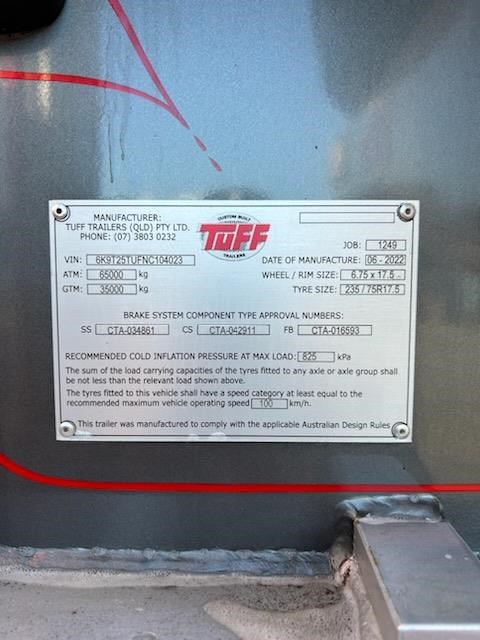 MANUFACTURER:
TUFF TRAILERS (QLD) PTY LTD.
PHONE: (07) 3803 0232
CUSTOM BUILT
TUFF
TRAILERS
JOB: 1249
VIN: 6K9T25TUFNC104023
DATE OF MANUFACTURE: 06-2022
ATM: 65000 kg
WHEEL / RIM SIZE: 6.75 x 17.5
GTM: 35000 kg
TYRE SIZE: 235/75R17.5
BRAKE SYSTEM COMPONENT TYPE APPROVAL NUMBERS:
SS CTA-034861 CS CTA-042911 FB CTA-016593
RECOMMENDED COLD INFLATION PRESSURE AT MAX LOAD: 825 kPa
The sum of the load carrying capacities of the tyres fitted to any axle or axle group shall
be not less than the relevant load shown above.
The tyres fitted to this vehicle shall have a speed category at least equal to the
recommended maximum vehicle operating speed 100 km/h.
This trailer was manufactured to comply with the applicable Australian Design Rules